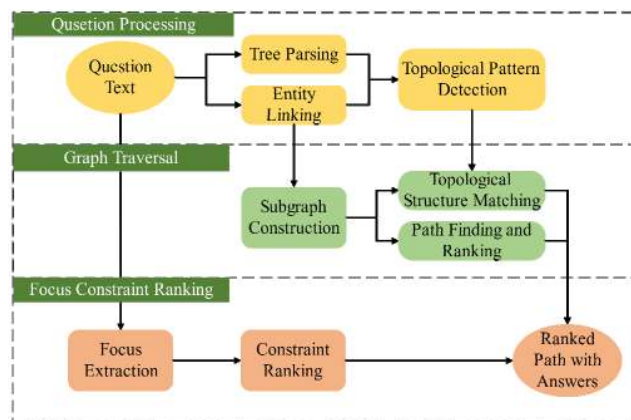 Qusetion Processing
Question
Text
Tree Parsing
Entity
Linking
Topological Pattern
Detection
Graph Traversal
Subgraph
Construction
Topological
Structure Matching
Path Finding and
Ranking
Focus Constraint Ranking
Focus
Extraction
Constraint
Ranking
Ranked
Path with
Answers